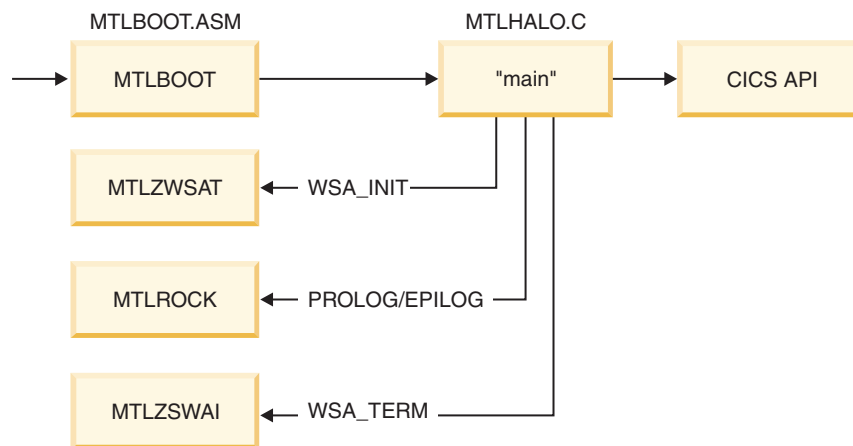 MTLBOOT.ASM
MTLHALO.C
MTLBOOT
"main"
CICS API
MTLZWSAT
WSA_INIT
MTLROCK
PROLOG/EPILOG
MTLZSWAI
WSA_TERM